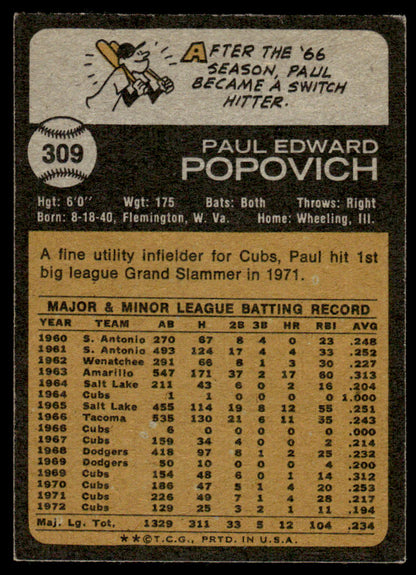 AFTER THE '66
SEASON, PAUL
BECAME A SWITCH
HITTER.
309
PAUL EDWARD
POPOVICH
Hgt: 6'0" Wgt: 175 Bats: Both Throws: Right
Born: 8-18-40, Flemington, W. Va. Home: Wheeling, Ill.
A fine utility infielder for Cubs, Paul hit 1st
big league Grand Slammer in 1971.
MAJOR & MINOR LEAGUE BATTING RECORD
YEAR TEAM AB H 2B 3B HR RBI AVG
1960 S. Antonio 270 67 8 4 0 23 .248
1961 S. Antonio 493 124 17 4 4 33 .252
1962 Wenatchee 291 66 8 1 3 30 .227
1963 Amarillo 547 171 37 2 17 60 .313
1964 Salt Lake 211 43 6 0 2 16 .204
1964 Cubs 1 1 0 0 0 0 1.000
1965 Salt Lake 455 114 19 8 12 55 .251
1966 Tacoma 535 130 21 6 11 35 .243
1966 Cubs 6 0 0 0 0 0 .000
1967 Cubs 159 34 4 0 0 2 .214
1968 Dodgers 418 97 8 1 2 25 .232
1969 Dodgers 50 10 0 0 0 4 .200
1969 Cubs 154 48 6 0 1 14 .312
1970 Cubs 186 47 5 1 4 20 .253
1971 Cubs 226 49 7 1 4 28 .217
1972 Cubs 129 25 3 2 1 11 .194
Maj. Lg. Tot. 1329 311 33 5 12 104 .234
**©T.C.G., PRTD. IN U.S.A.